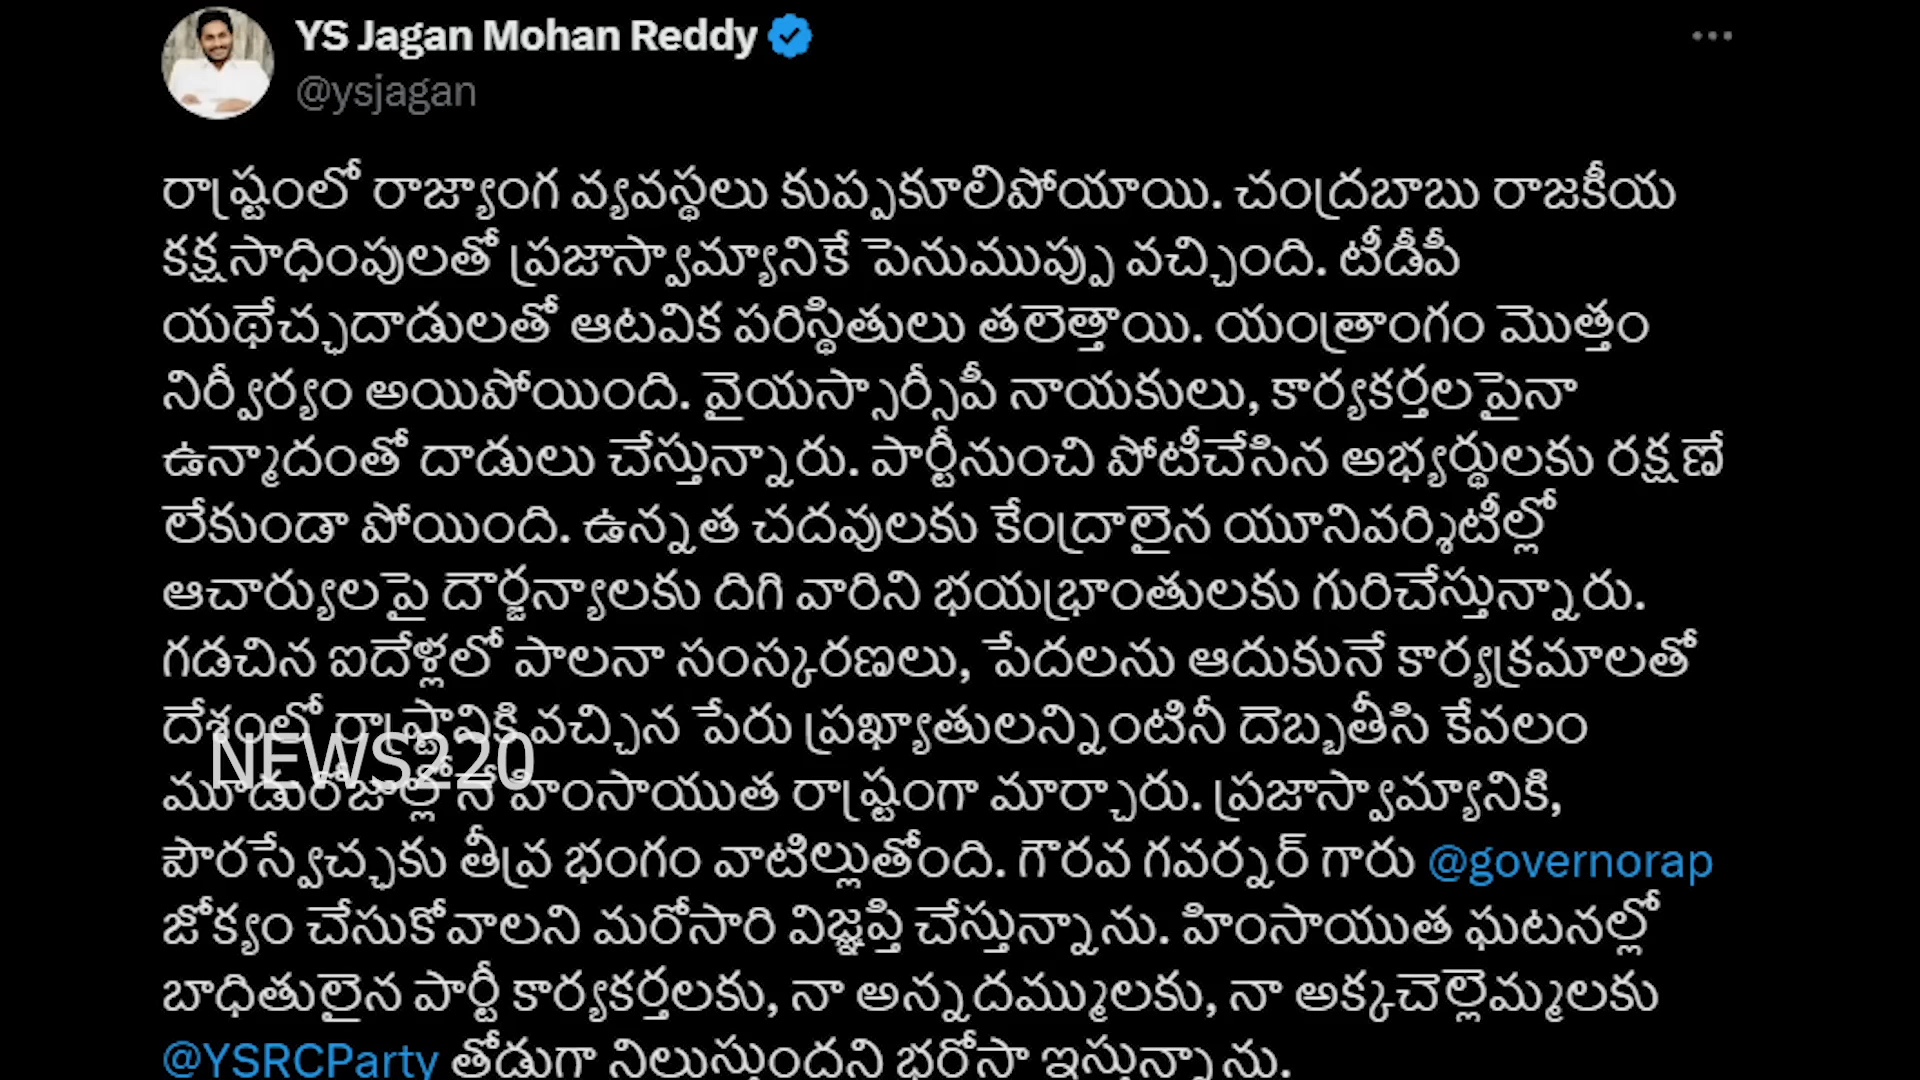 YS Jagan Mohan Reddy
@ysjagan
రాష్ట్రంలో రాజ్యాంగ వ్యవస్థలు కుప్పకూలిపోయాయి. చంద్రబాబు రాజకీయ
కక్షసాధింపులతో ప్రజాస్వామ్యానికే పెనుముప్పు వచ్చింది. టీడీపీ
యథేచ్ఛదాడులతో ఆటవిక పరిస్థితులు తలెత్తాయి. యంత్రాంగం మొత్తం
నిర్వీర్యం అయిపోయింది. వైయస్సార్సీపీ నాయకులు, కార్యకర్తలపైనా
ఉన్మాదంతో దాడులు చేస్తున్నారు. పార్టీనుంచి పోటీచేసిన అభ్యర్థులకు రక్షణే
లేకుండా పోయింది. ఉన్నత చదవులకు కేంద్రాలైన యూనివర్శిటీల్లో
ఆచార్యులపై దౌర్జన్యాలకు దిగి వారిని భయభ్రాంతులకు గురిచేస్తున్నారు.
గడచిన ఐదేళ్లలో పాలనా సంస్కరణలు, పేదలను ఆదుకునే కార్యక్రమాలతో
దేశంలో రాష్ట్రానికి వచ్చిన పేరు ప్రఖ్యాతులన్నింటినీ దెబ్బతీసి కేవలం
NEWS220
మూడురోజుల్లోనే హింసాయుత రాష్ట్రంగా మార్చారు. ప్రజాస్వామ్యానికి,
పౌరస్వేచ్ఛకు తీవ్ర భంగం వాటిల్లుతోంది. గౌరవ గవర్నర్ గారు @governorap
జోక్యం చేసుకోవాలని మరోసారి విజ్ఞప్తి చేస్తున్నాను. హింసాయుత ఘటనల్లో
బాధితులైన పార్టీ కార్యకర్తలకు, నా అన్నదమ్ములకు, నా అక్కచెల్లెమ్మలకు
@YSRCParty తోడుగా నిలుస్తుందని భరోసా ఇస్తున్నాను.